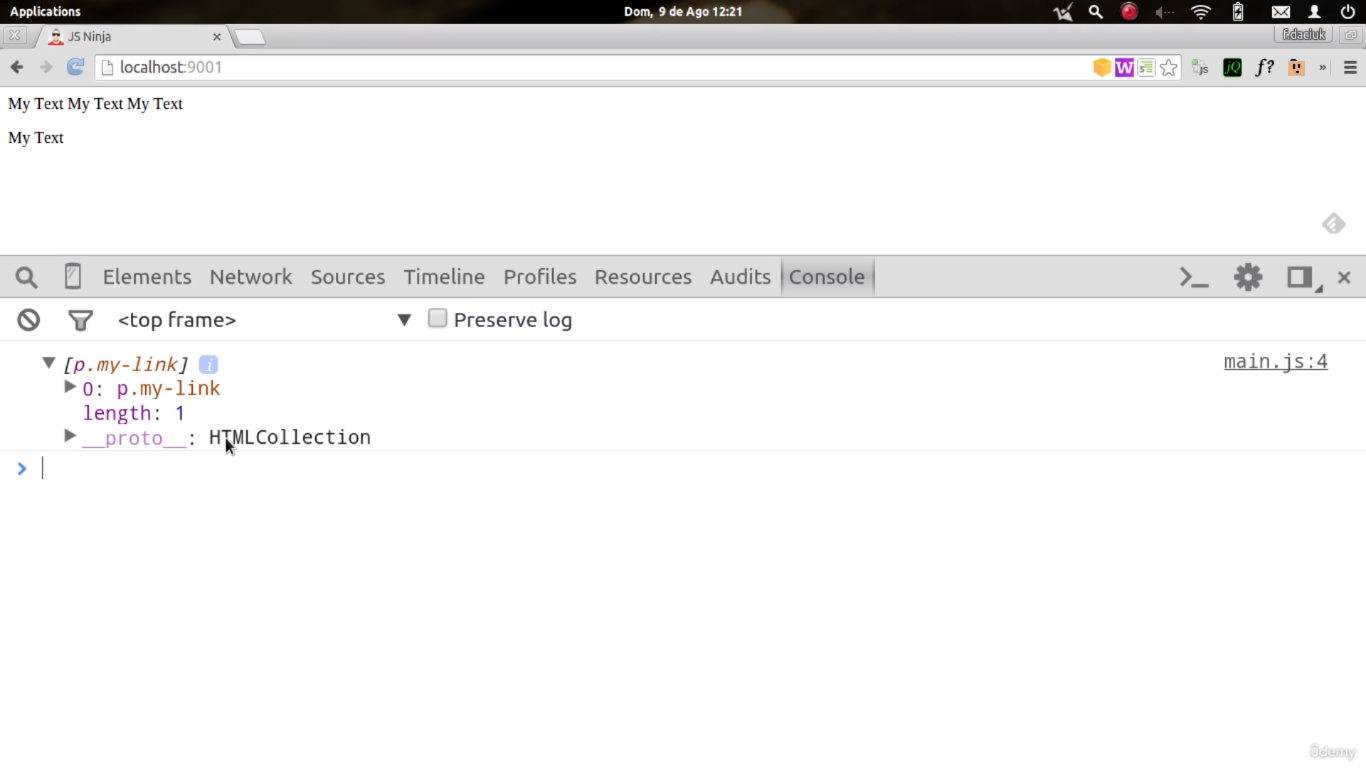 Applications Dom, 9 de Ago 12:21
JS Ninja × f.daciuk
localhost:9001 W js jQ f? »
My Text My Text My Text
My Text
Elements Network Sources Timeline Profiles Resources Audits Console
<top frame> ▼ Preserve log
▼ [p.my-link] i main.js:4
▶ 0: p.my-link
length: 1
▶ __proto__: HTMLCollection
>
ûdemy